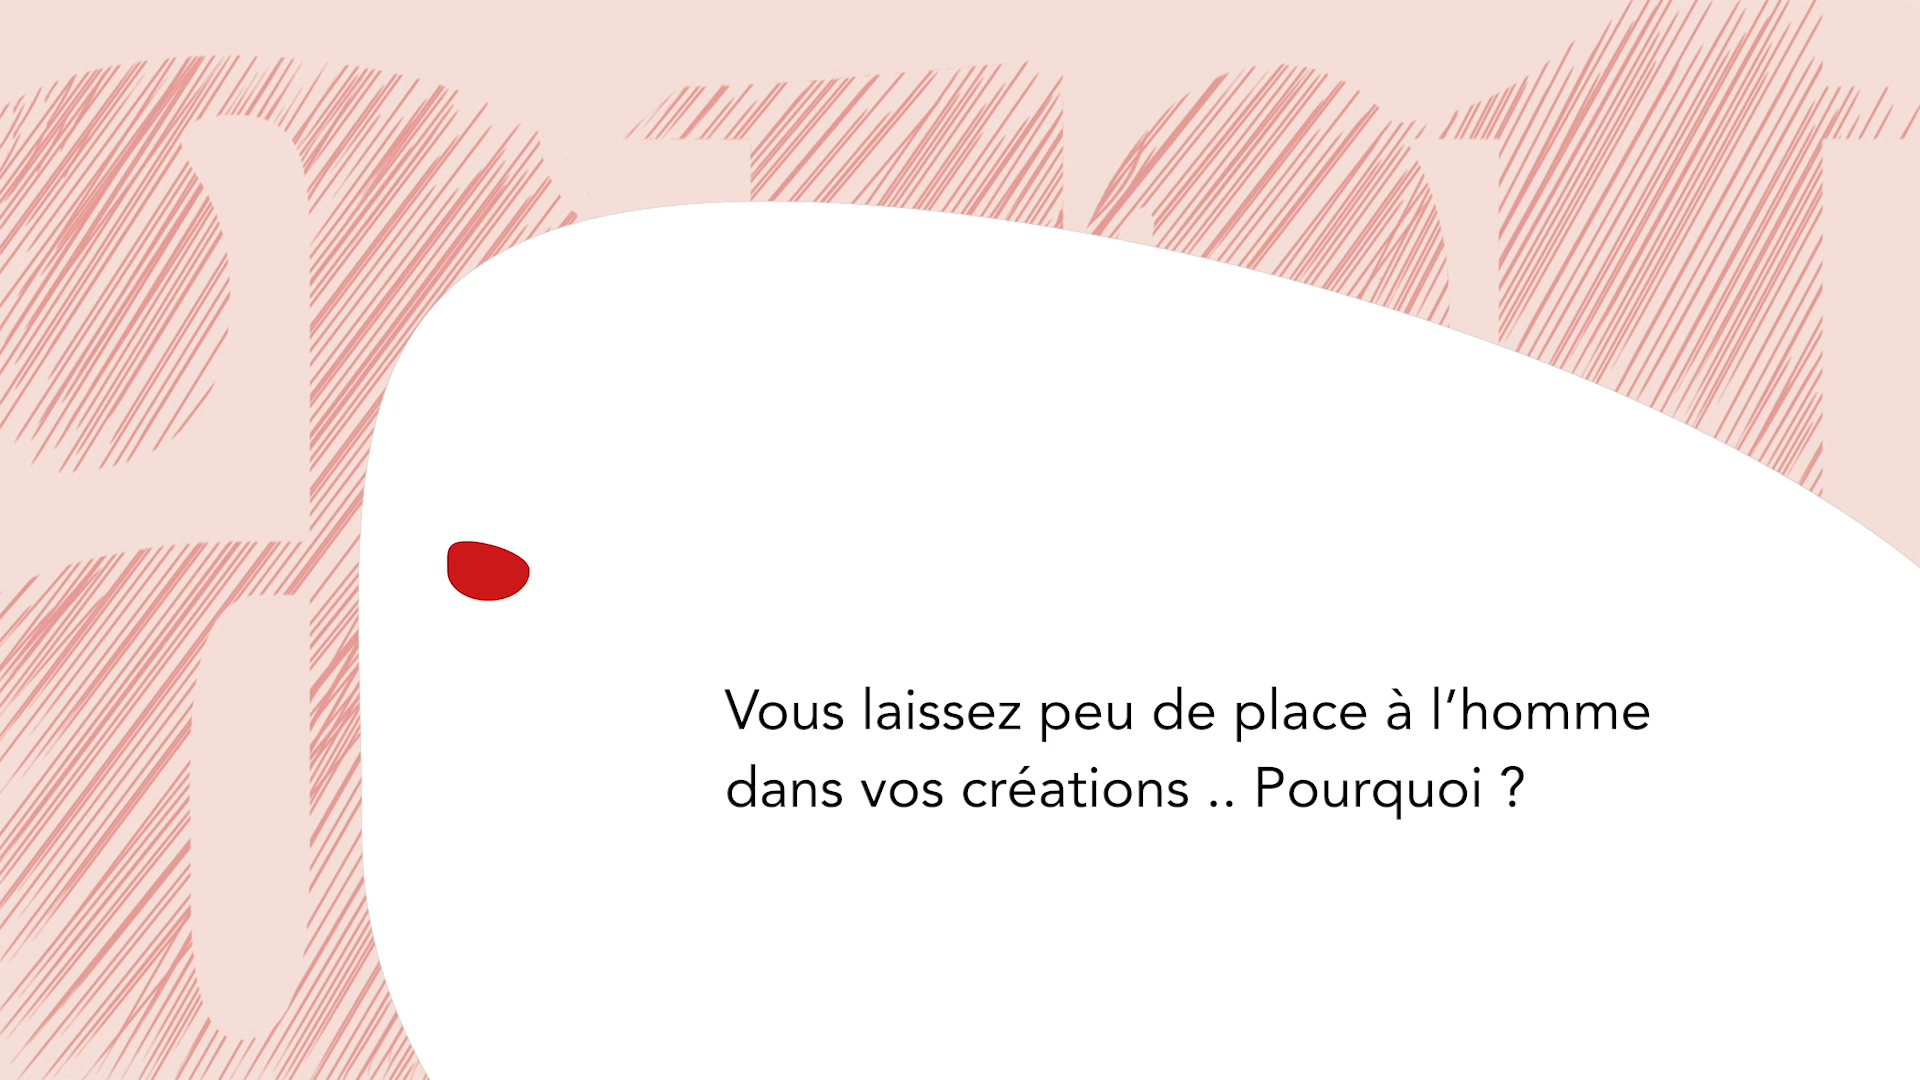 Vous laissez peu de place à l’homme
dans vos créations .. Pourquoi ?